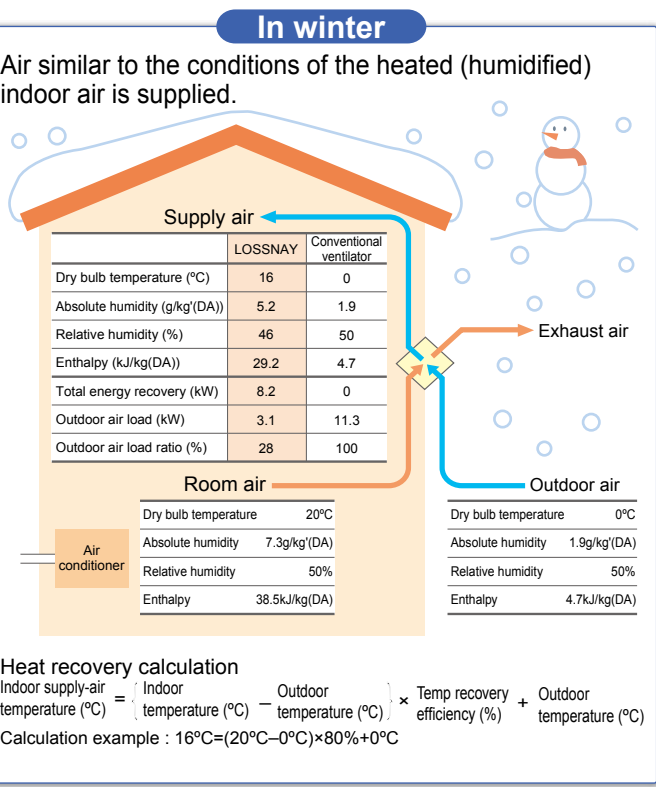 In winter
Air similar to the conditions of the heated (humidified)
indoor air is supplied.
Supply air
LOSSNAY Conventional ventilator
Dry bulb temperature (ºC) 16 0
Absolute humidity (g/kg'(DA)) 5.2 1.9
Relative humidity (%) 46 50
Enthalpy (kJ/kg(DA)) 29.2 4.7
Total energy recovery (kW) 8.2 0
Outdoor air load (kW) 3.1 11.3
Outdoor air load ratio (%) 28 100
Exhaust air
Room air
Dry bulb temperature 20ºC
Absolute humidity 7.3g/kg'(DA)
Relative humidity 50%
Enthalpy 38.5kJ/kg(DA)
Air
conditioner
Outdoor air
Dry bulb temperature 0ºC
Absolute humidity 1.9g/kg'(DA)
Relative humidity 50%
Enthalpy 4.7kJ/kg(DA)
Heat recovery calculation
Indoor supply-air temperature (ºC) = { Indoor temperature (ºC) – Outdoor temperature (ºC) } × Temp recovery efficiency (%) + Outdoor temperature (ºC)
Calculation example : 16ºC=(20ºC–0ºC)×80%+0ºC